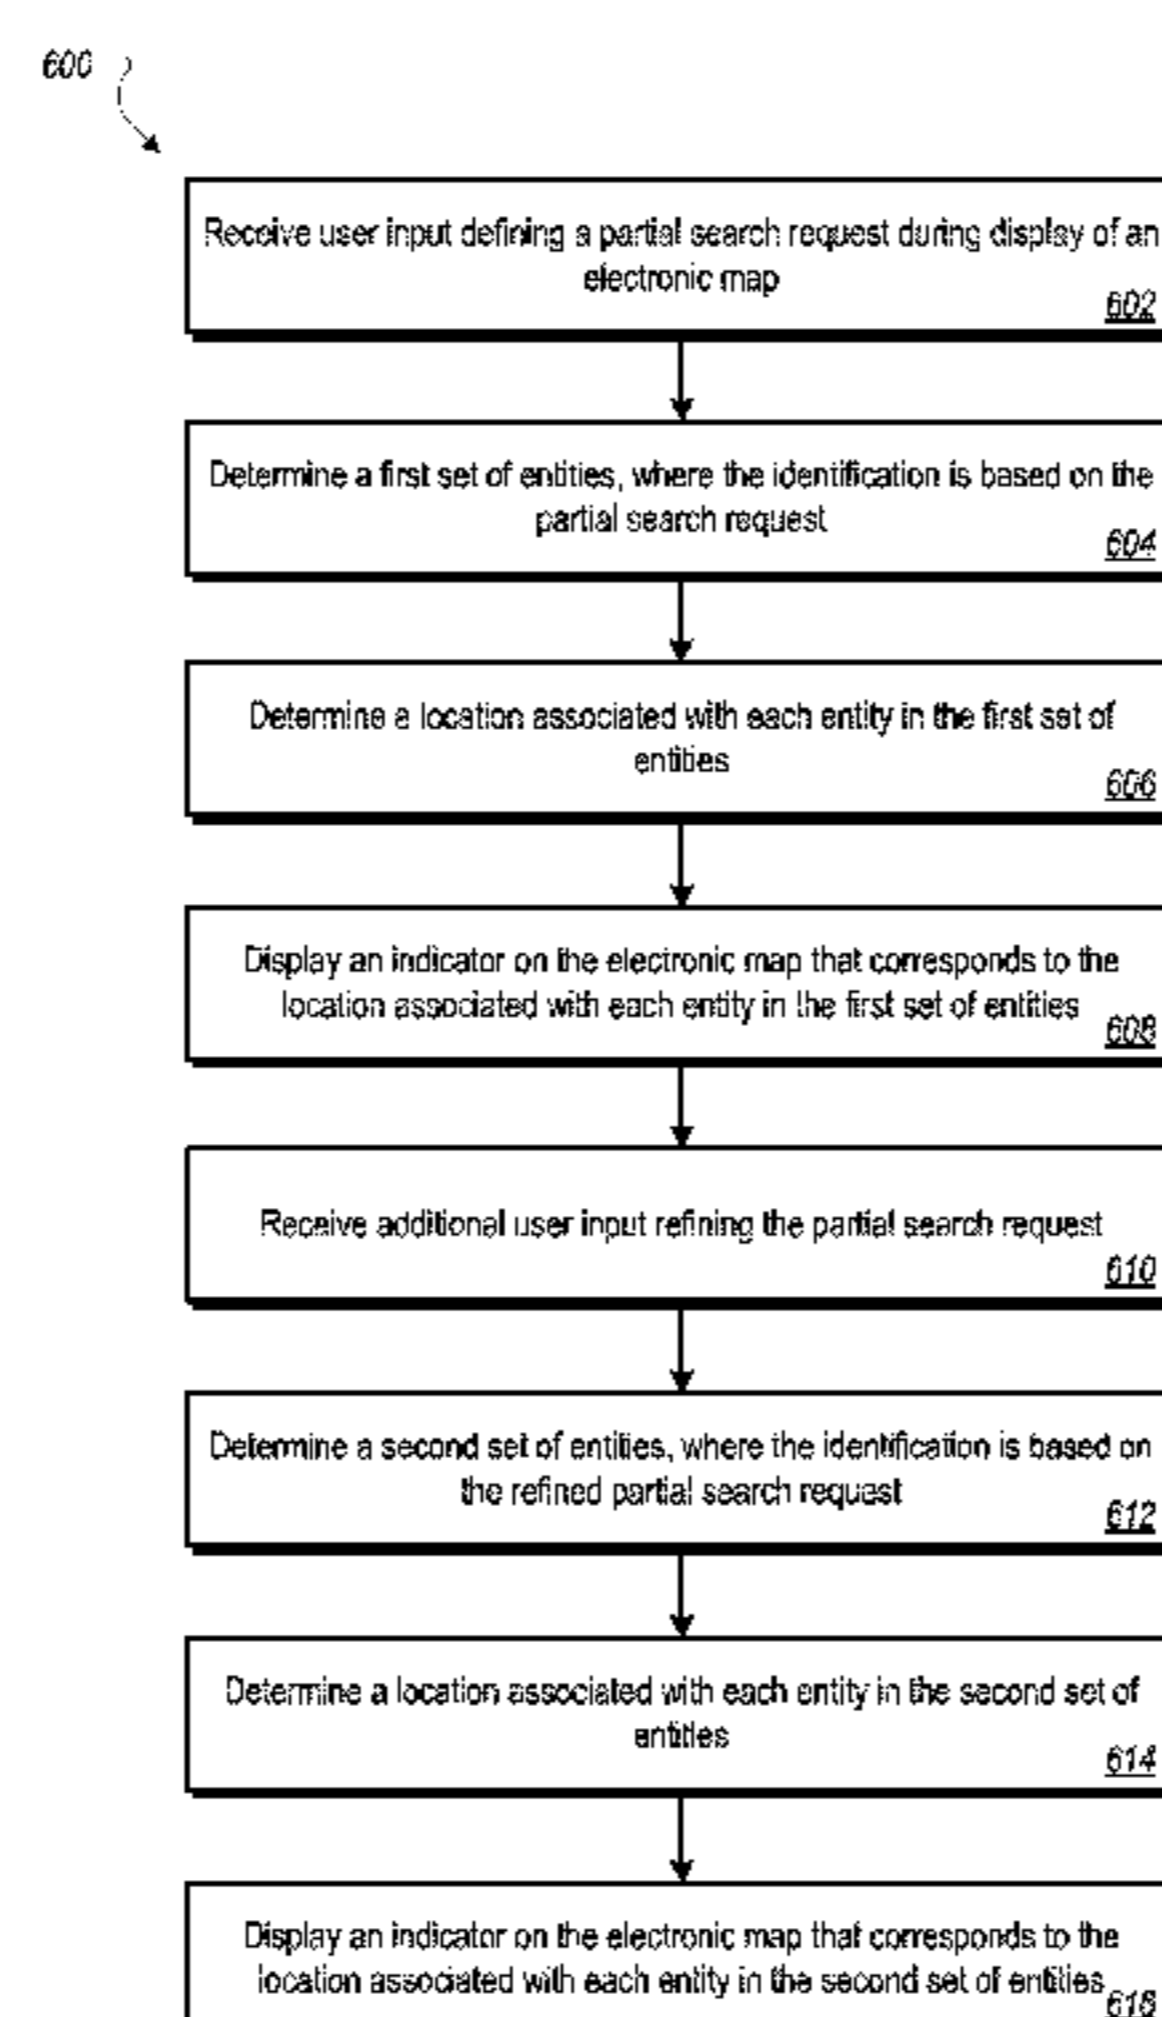 600
Receive user input defining a partial search request during display of an
electronic map
602
Determine a first set of entities, where the identification is based on the
partial search request
604
Determine a location associated with each entity in the first set of
entities
606
Display an indicator on the electronic map that corresponds to the
location associated with each entity in the first set of entities
608
Receive additional user input refining the partial search request
610
Determine a second set of entities, where the identification is based on
the refined partial search request
612
Determine a location associated with each entity in the second set of
entities
614
Display an indicator on the electronic map that corresponds to the
location associated with each entity in the second set of entities
616